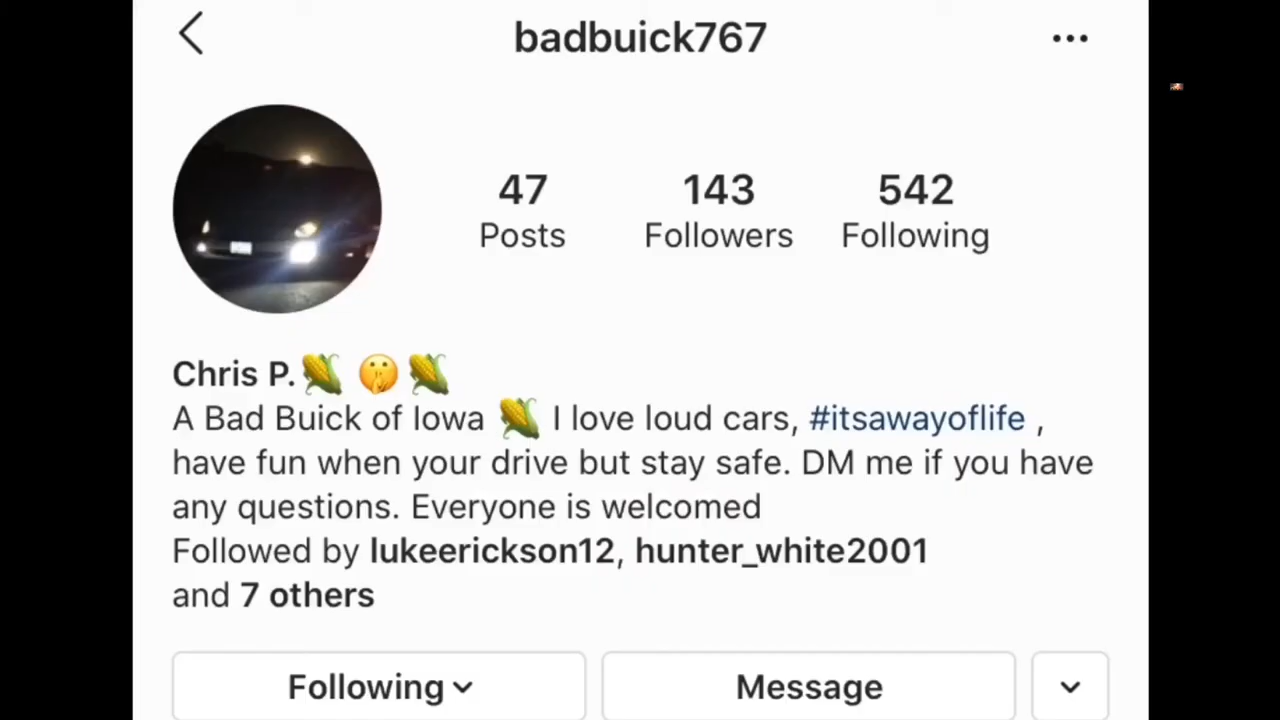 badbuick767
47 143 542
Posts Followers Following
Chris P.🌽 🤫 🌽
A Bad Buick of Iowa 🌽 I love loud cars, #itsawayoflife ,
have fun when your drive but stay safe. DM me if you have
any questions. Everyone is welcomed
Followed by lukeerickson12, hunter_white2001
and 7 others
Following Message